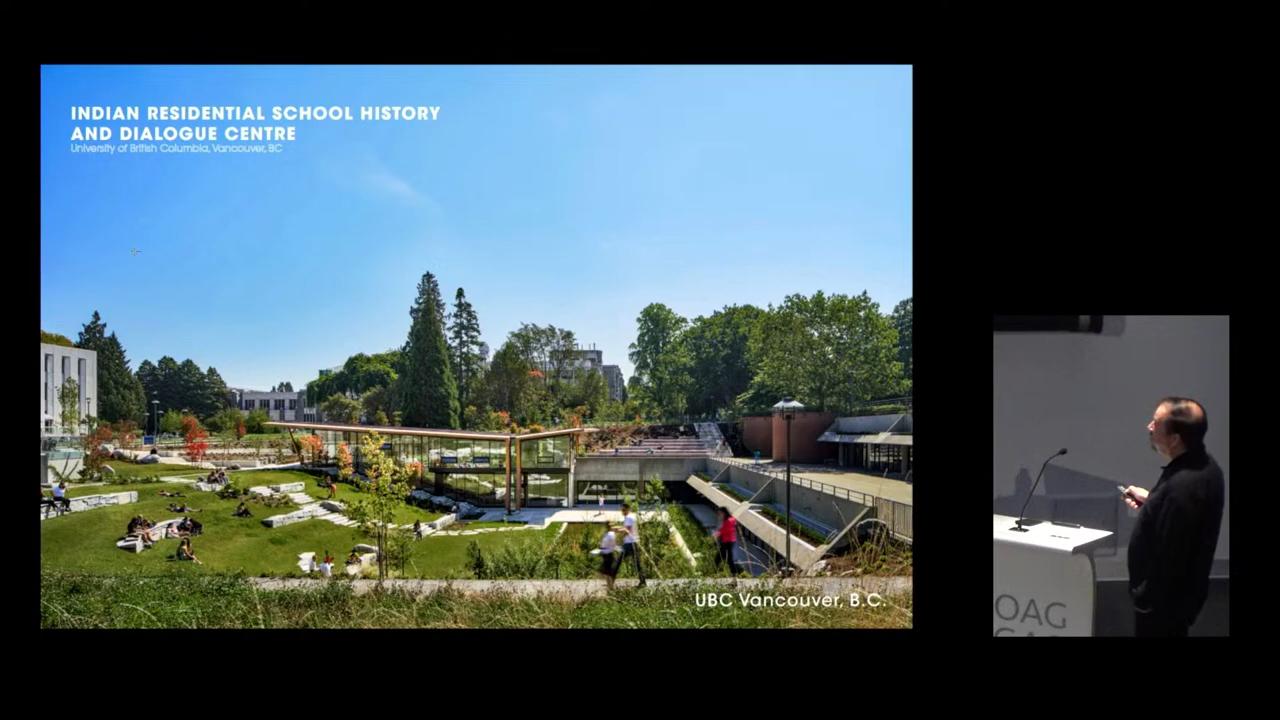 INDIAN RESIDENTIAL SCHOOL HISTORY
AND DIALOGUE CENTRE
University of British Columbia, Vancouver, BC
UBC Vancouver, B.C.
OAG